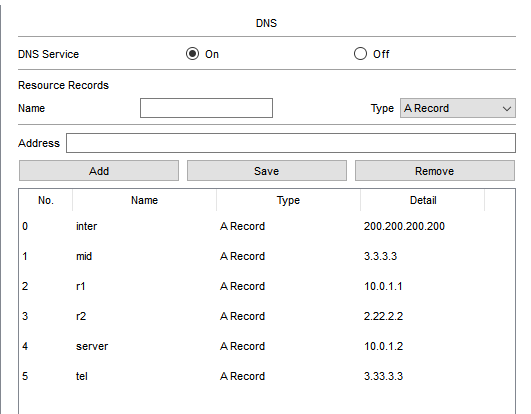 DNS
DNS Service On Off
Resource Records
Name Type A Record
Address
Add Save Remove
No. Name Type Detail
0 inter A Record 200.200.200.200
1 mid A Record 3.3.3.3
2 r1 A Record 10.0.1.1
3 r2 A Record 2.22.2.2
4 server A Record 10.0.1.2
5 tel A Record 3.33.3.3